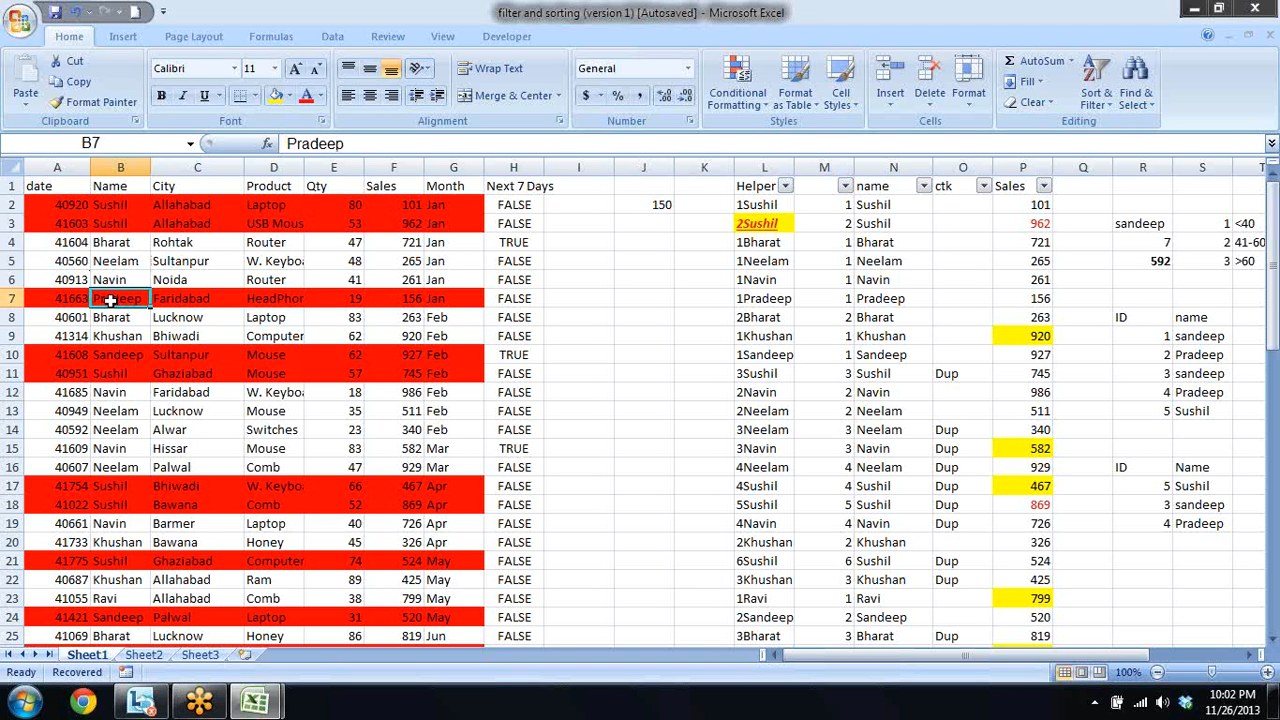 filter and sorting (version 1) [Autosaved] - Microsoft Excel
Home Insert Page Layout Formulas Data Review View Developer
Paste Cut Copy Format Painter Clipboard
Calibri 11 Font
Wrap Text Merge & Center Alignment
General Number
Conditional Formatting Format as Table Cell Styles Styles
Insert Delete Format Cells
AutoSum Fill Clear Sort & Filter Find & Select Editing
B7 fx Pradeep
A B C D E F G H I J K L M N O P Q R S T
1 date Name City Product Qty Sales Month Next 7 Days Helper name ctk Sales
2 40920 Sushil Allahabad Laptop 80 101 Jan FALSE 150 1Sushil 1 Sushil 101
3 41603 Sushil Allahabad USB Mous 53 962 Jan FALSE 2Sushil 2 Sushil 962 sandeep 1 <40
4 41604 Bharat Rohtak Router 47 721 Jan TRUE 1Bharat 1 Bharat 721 7 2 41-60
5 40560 Neelam Sultanpur W. Keybo 48 265 Jan FALSE 1Neelam 1 Neelam 265 592 3 >60
6 40913 Navin Noida Router 41 261 Jan FALSE 1Navin 1 Navin 261
7 41663 Pradeep Faridabad HeadPhor 19 156 Jan FALSE 1Pradeep 1 Pradeep 156
8 40601 Bharat Lucknow Laptop 83 263 Feb FALSE 2Bharat 2 Bharat 263 ID name
9 41314 Khushan Bhiwadi Computer 62 920 Feb FALSE 1Khushan 1 Khushan 920 1 sandeep
10 41608 Sandeep Sultanpur Mouse 62 927 Feb TRUE 1Sandeep 1 Sandeep 927 2 Pradeep
11 40951 Sushil Ghaziabad Mouse 57 745 Feb FALSE 3Sushil 3 Sushil Dup 745 3 sandeep
12 41685 Navin Faridabad W. Keybo 18 986 Feb FALSE 2Navin 2 Navin 986 4 Pradeep
13 40949 Neelam Lucknow Mouse 35 511 Feb FALSE 2Neelam 2 Neelam 511 5 Sushil
14 40592 Neelam Alwar Switches 23 340 Feb FALSE 3Neelam 3 Neelam Dup 340
15 41609 Navin Hissar Mouse 83 582 Mar TRUE 3Navin 3 Navin Dup 582
16 40607 Neelam Palwal Comb 47 929 Mar FALSE 4Neelam 4 Neelam Dup 929 ID Name
17 41754 Sushil Bhiwadi W. Keybo 66 467 Apr FALSE 4Sushil 4 Sushil Dup 467 5 Sushil
18 41022 Sushil Bawana Comb 52 869 Apr FALSE 5Sushil 5 Sushil Dup 869 3 sandeep
19 40661 Navin Barmer Laptop 40 726 Apr FALSE 4Navin 4 Navin Dup 726 4 Pradeep
20 41733 Khushan Bawana Honey 45 326 Apr FALSE 2Khushan 2 Khushan 326
21 41775 Sushil Ghaziabad Computer 74 524 May FALSE 6Sushil 6 Sushil Dup 524
22 40687 Khushan Allahabad Ram 89 425 May FALSE 3Khushan 3 Khushan Dup 425
23 41055 Ravi Allahabad Comb 38 799 May FALSE 1Ravi 1 Ravi 799
24 41421 Sandeep Palwal Laptop 31 520 May FALSE 2Sandeep 2 Sandeep 520
25 41069 Bharat Lucknow Honey 86 819 Jun FALSE 3Bharat 3 Bharat Dup 819
Sheet1 Sheet2 Sheet3
Ready Recovered 100%
10:02 PM
11/26/2013